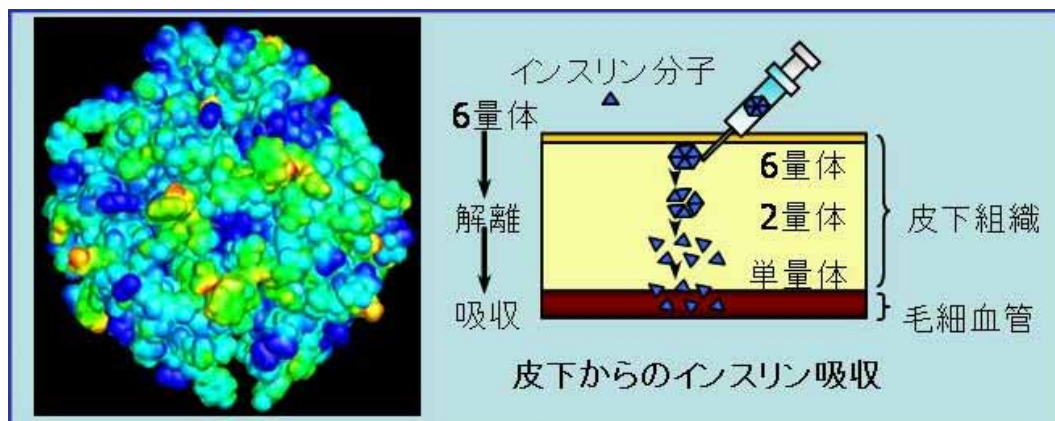 インスリン分子
6量体
解離
吸収
6量体
2量体
単量体
皮下組織
毛細血管
皮下からのインスリン吸収